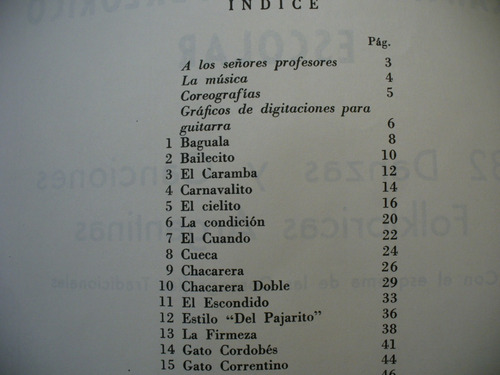 INDICE
Pág.
A los señores profesores 3
La música 4
Coreografías 5
Gráficos de digitaciones para
guitarra 6
1 Baguala 8
2 Bailecito 10
3 El Caramba 12
4 Carnavalito 14
5 El cielito 16
6 La condición 20
7 El Cuando 22
8 Cueca 24
9 Chacarera 26
10 Chacarera Doble 29
11 El Escondido 33
12 Estilo "Del Pajarito" 36
13 La Firmeza 38
14 Gato Cordobés 41
15 Gato Correntino 44
46